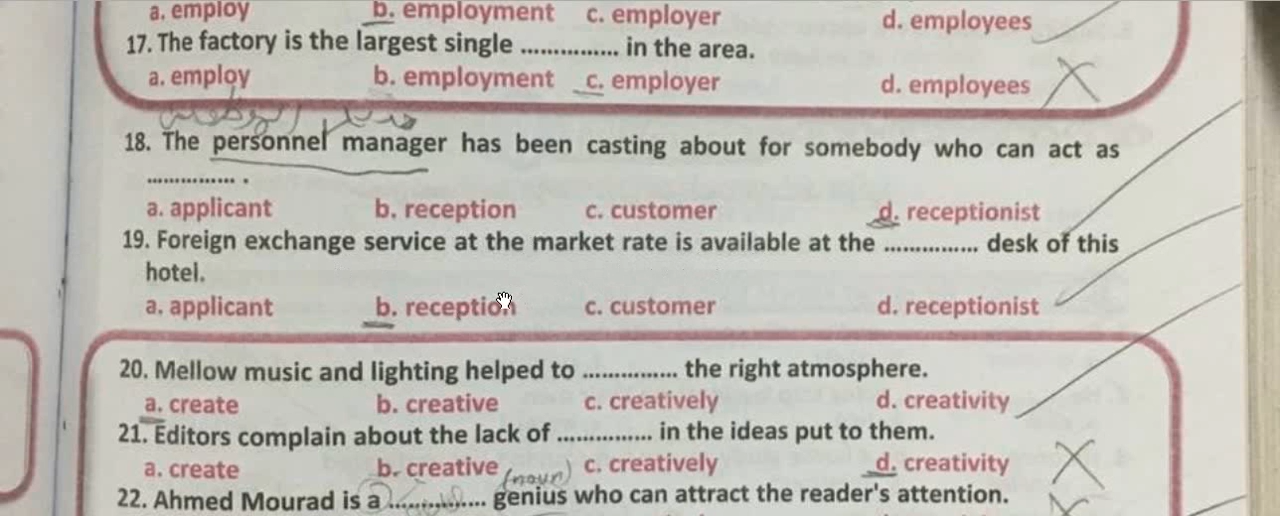 a. employ b. employment c. employer d. employees
17. The factory is the largest single ............... in the area.
a. employ b. employment c. employer d. employees
18. The personnel manager has been casting about for somebody who can act as
............... .
a. applicant b. reception c. customer d. receptionist
19. Foreign exchange service at the market rate is available at the ............... desk of this
hotel.
a. applicant b. reception c. customer d. receptionist
20. Mellow music and lighting helped to ............... the right atmosphere.
a. create b. creative c. creatively d. creativity
21. Editors complain about the lack of ............... in the ideas put to them.
a. create b. creative c. creatively d. creativity
(noun)
22. Ahmed Mourad is a ............... genius who can attract the reader's attention.